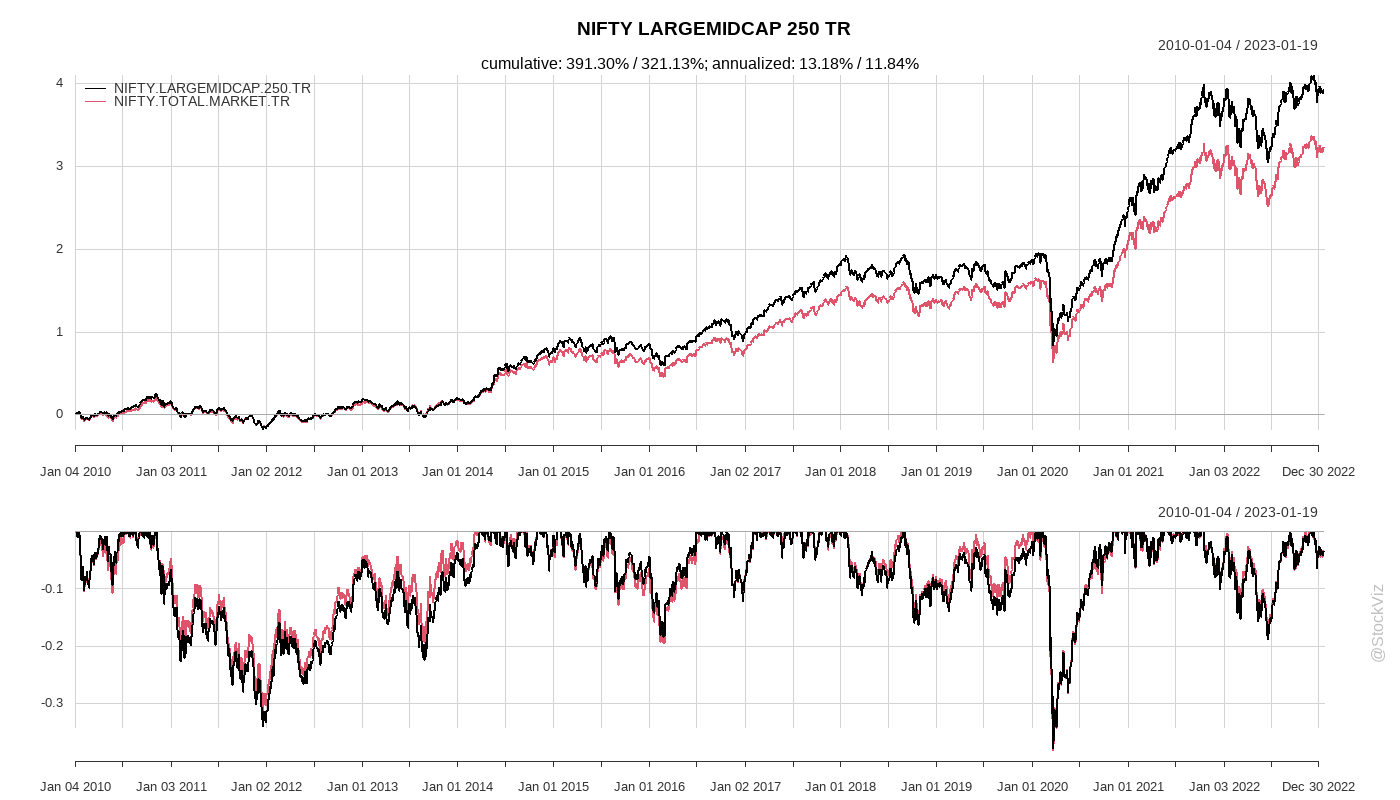 NIFTY LARGEMIDCAP 250 TR
2010-01-04 / 2023-01-19
cumulative: 391.30% / 321.13%; annualized: 13.18% / 11.84%
NIFTY.LARGEMIDCAP.250.TR
NIFTY.TOTAL.MARKET.TR
4
3
2
1
0
Jan 04 2010 Jan 03 2011 Jan 02 2012 Jan 01 2013 Jan 01 2014 Jan 01 2015 Jan 01 2016 Jan 02 2017 Jan 01 2018 Jan 01 2019 Jan 01 2020 Jan 01 2021 Jan 03 2022 Dec 30 2022
2010-01-04 / 2023-01-19
-0.1
-0.2
-0.3
Jan 04 2010 Jan 03 2011 Jan 02 2012 Jan 01 2013 Jan 01 2014 Jan 01 2015 Jan 01 2016 Jan 02 2017 Jan 01 2018 Jan 01 2019 Jan 01 2020 Jan 01 2021 Jan 03 2022 Dec 30 2022
@StockViz